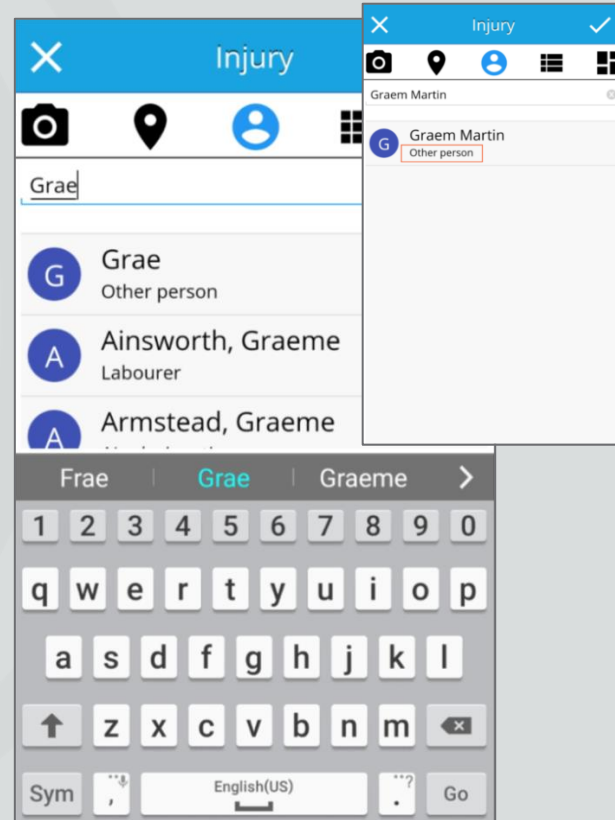 Injury
Grae
G
Grae
Other person
A
Ainsworth, Graeme
Labourer
A
Armstead, Graeme
Frae Grae Graeme
1 2 3 4 5 6 7 8 9 0
q w e r t y u i o p
a s d f g h j k l
z x c v b n m
Sym , English(US) . Go
Injury
Graem Martin
G
Graem Martin
Other person